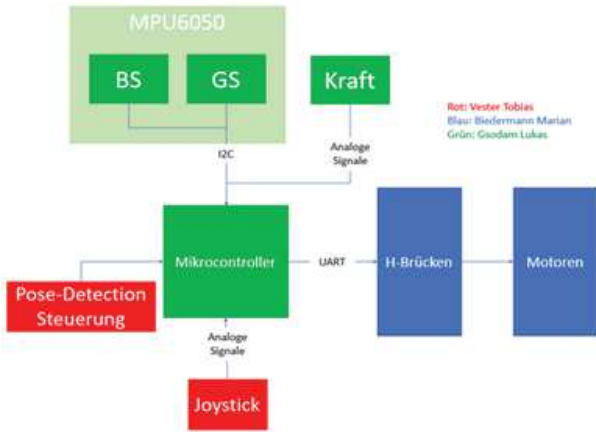 MPU6050
BS
GS
Kraft
Rot: Vester Tobias
Blau: Biedermann Marian
Grün: Gsodam Lukas
I2C
Analoge
Signale
Mikrocontroller
UART
H-Brücken
Motoren
Pose-Detection
Steuerung
Analoge
Signale
Joystick